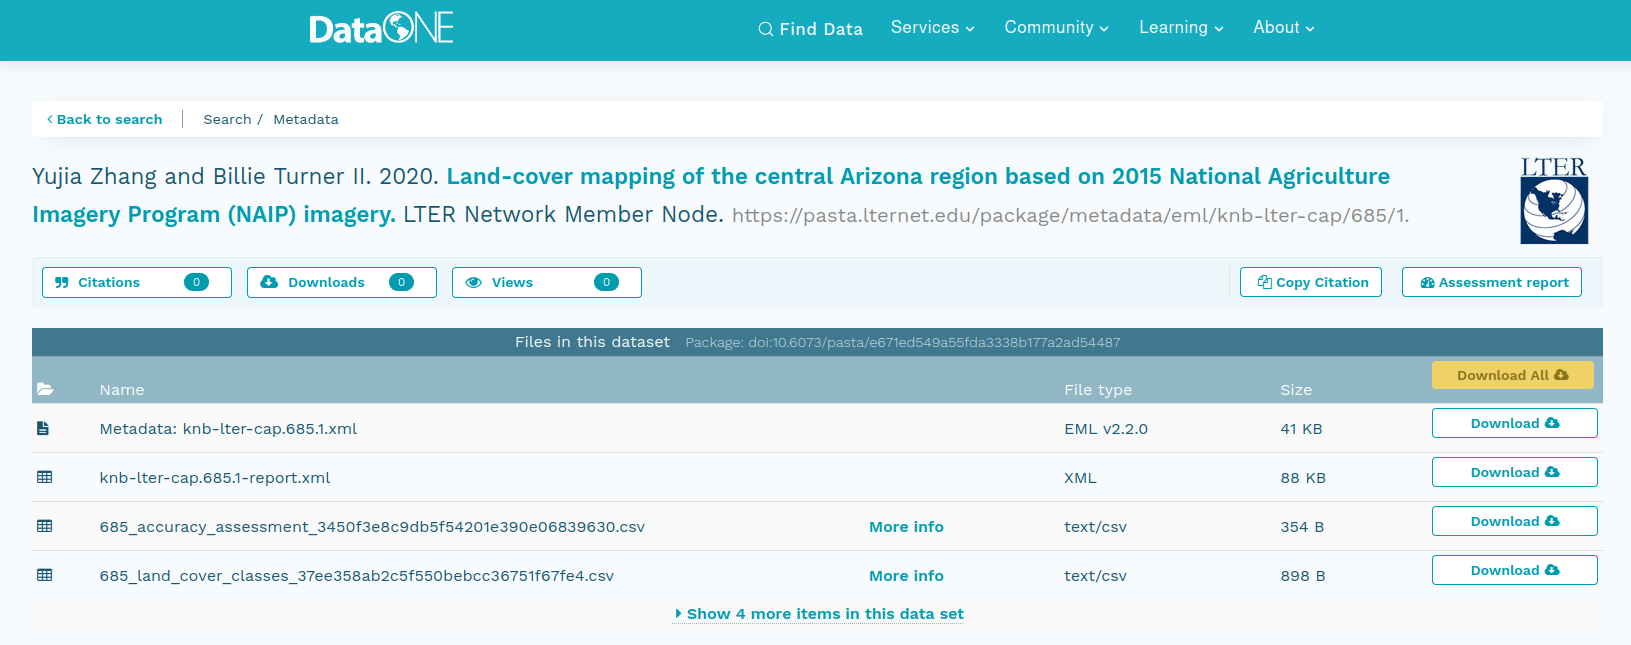 DataONE
Find Data Services Community Learning About
Back to search Search / Metadata
Yujia Zhang and Billie Turner II. 2020. Land-cover mapping of the central Arizona region based on 2015 National Agriculture
Imagery Program (NAIP) imagery. LTER Network Member Node. https://pasta.lternet.edu/package/metadata/eml/knb-lter-cap/685/1.
LTER
Citations 0 Downloads 0 Views 0 Copy Citation Assessment report
Files in this dataset Package: doi:10.6073/pasta/e671ed549a55fda3338b177a2ad54487
Name File type Size Download All
Metadata: knb-lter-cap.685.1.xml EML v2.2.0 41 KB Download
knb-lter-cap.685.1-report.xml XML 88 KB Download
685_accuracy_assessment_3450f3e8c9db5f54201e390e06839630.csv More info text/csv 354 B Download
685_land_cover_classes_37ee358ab2c5f550bebcc36751f67fe4.csv More info text/csv 898 B Download
Show 4 more items in this data set